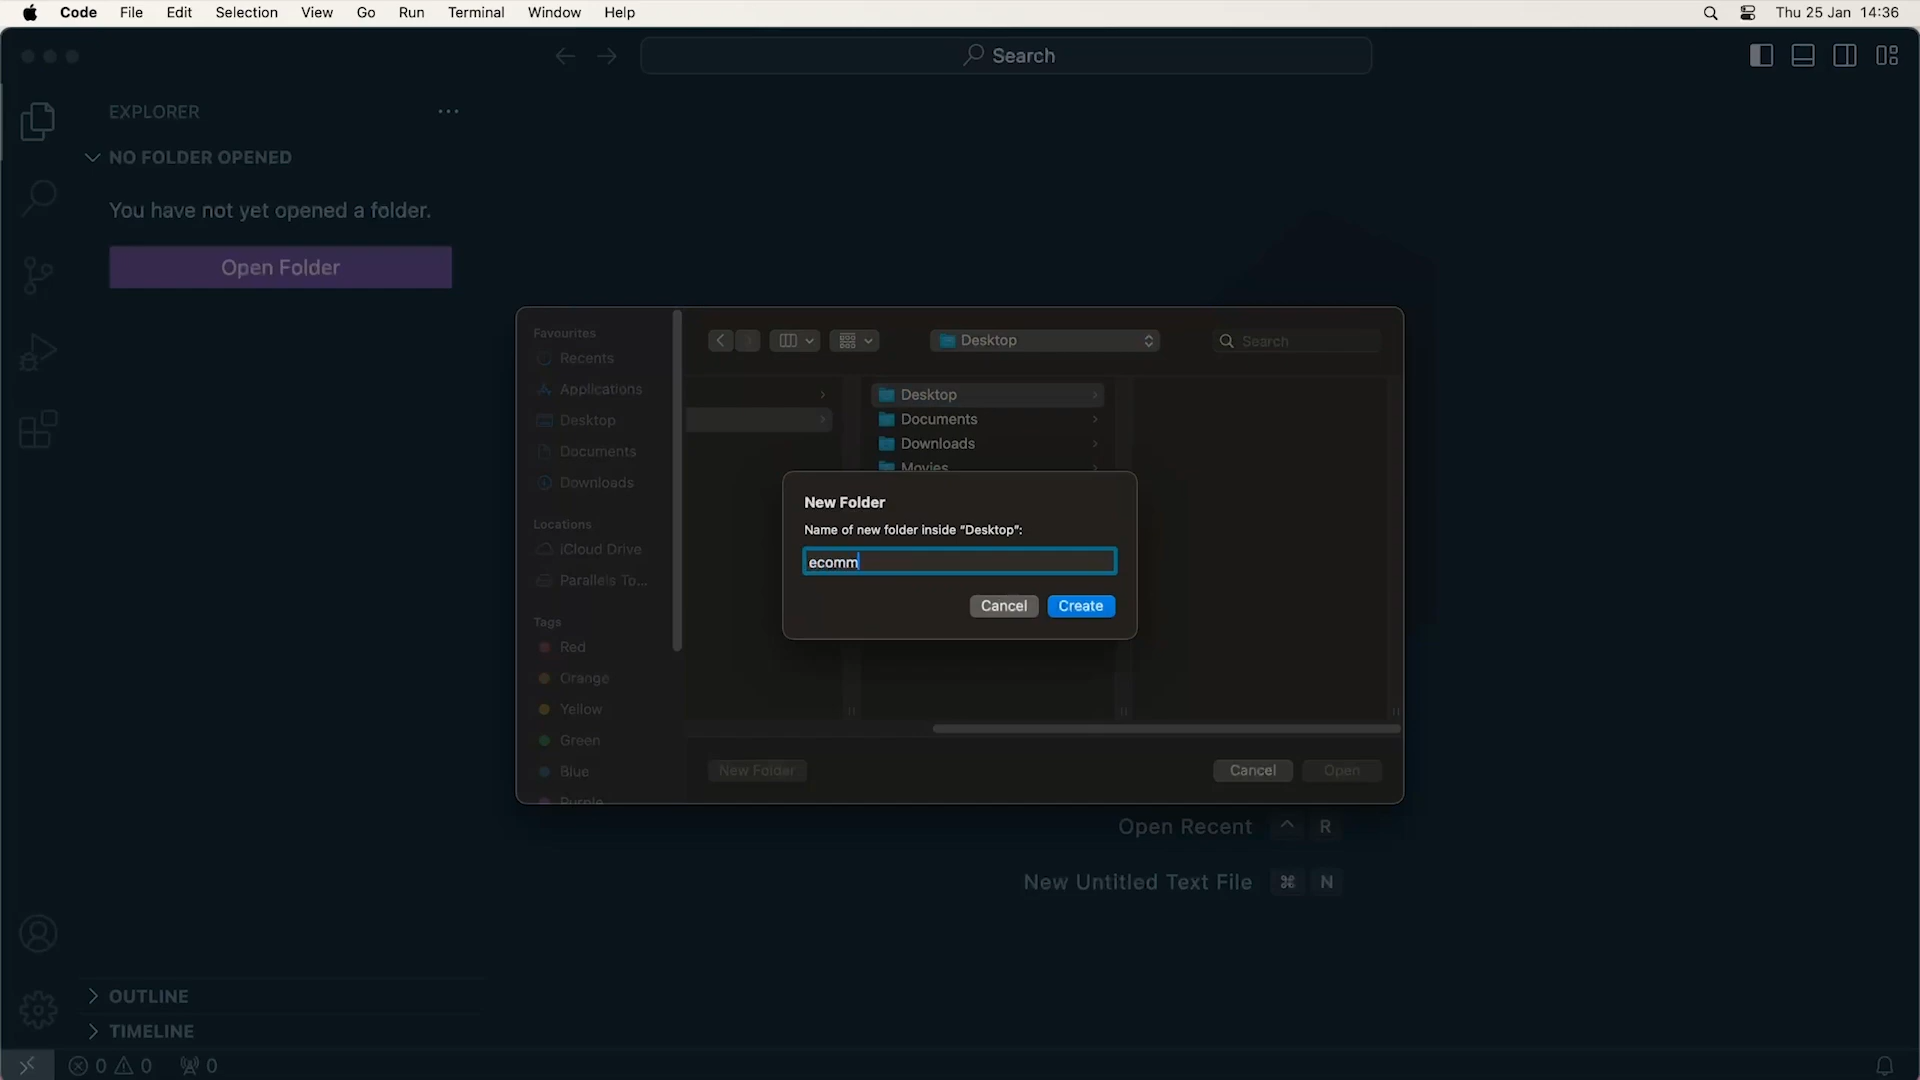 Code File Edit Selection View Go Run Terminal Window Help
Thu 25 Jan 14:36
Search
EXPLORER
NO FOLDER OPENED
You have not yet opened a folder.
Open Folder
Favourites
Recents
Applications
Desktop
Documents
Downloads
Locations
iCloud Drive
Parallels To...
Tags
Red
Orange
Yellow
Green
Blue
Purple
Desktop
Search
Desktop
Documents
Downloads
Movies
New Folder
Name of new folder inside “Desktop”:
ecomm
Cancel Create
New Folder
Cancel Open
Open Recent ^ R
New Untitled Text File ⌘ N
OUTLINE
TIMELINE
0 0 0